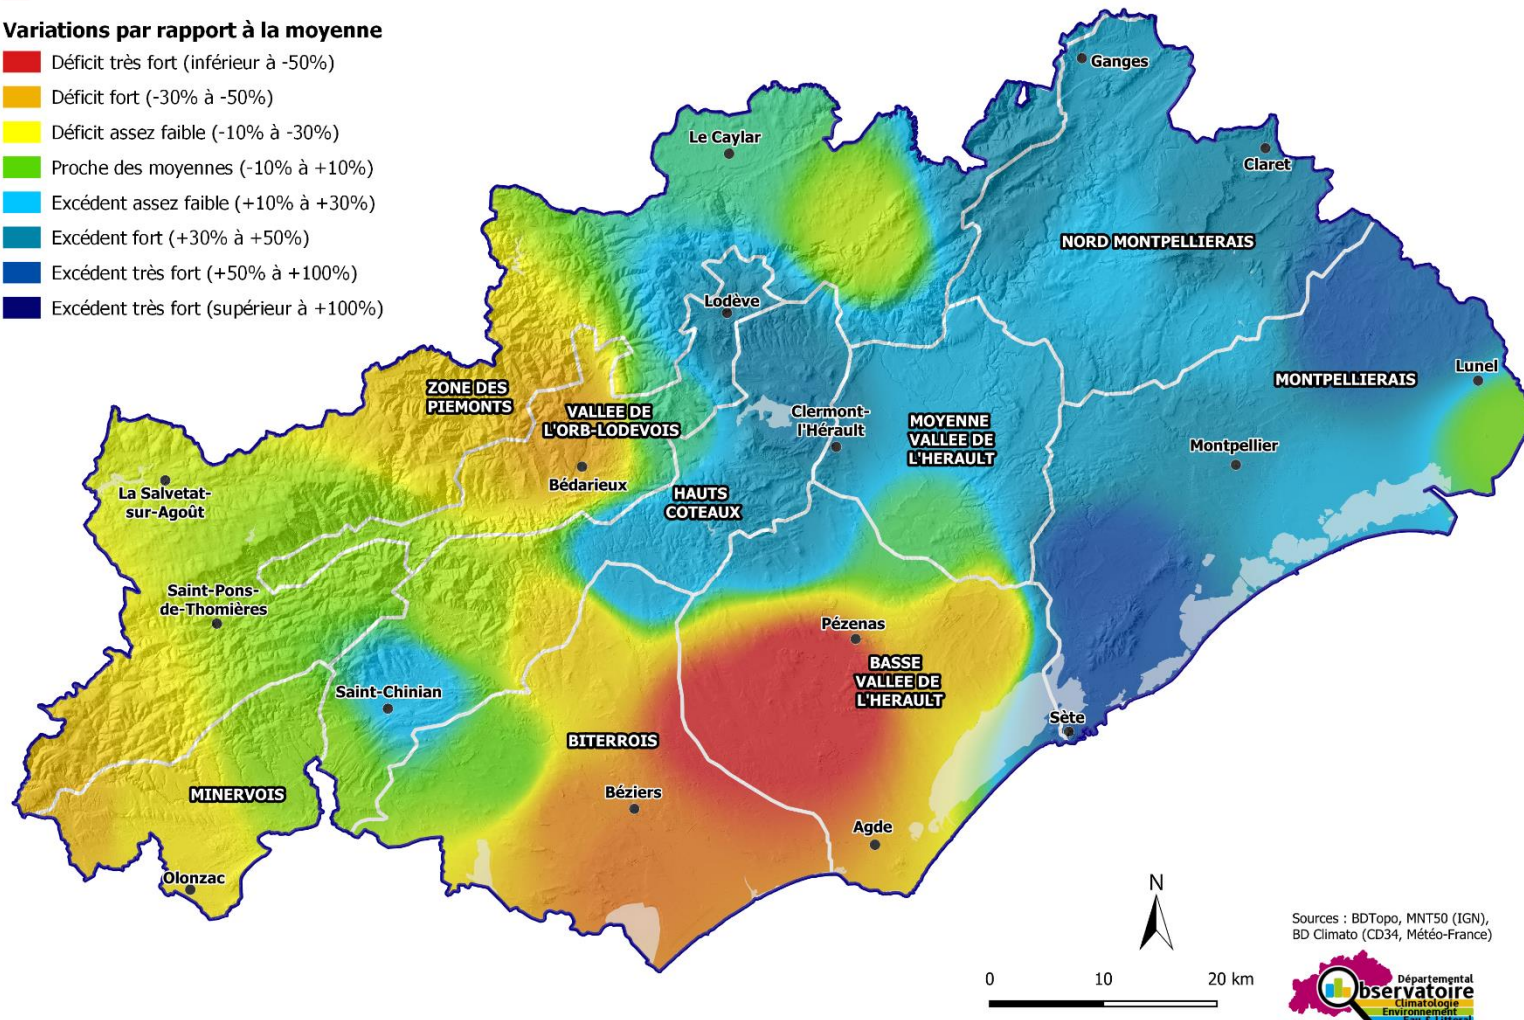 Variations par rapport à la moyenne
Déficit très fort (inférieur à -50%)
Déficit fort (-30% à -50%)
Déficit assez faible (-10% à -30%)
Proche des moyennes (-10% à +10%)
Excédent assez faible (+10% à +30%)
Excédent fort (+30% à +50%)
Excédent très fort (+50% à +100%)
Excédent très fort (supérieur à +100%)
Ganges
Le Caylar
Claret
NORD MONTPELLIERAIS
Lodève
Lunel
MONTPELLIERAIS
ZONE DES
PIEMONTS
VALLEE DE
L'ORB-LODEVOIS
Clermont-
l'Hérault
MOYENNE
VALLEE DE
L'HERAULT
Montpellier
Bédarieux
La Salvetat-
sur-Agoût
HAUTS
COTEAUX
Saint-Pons-
de-Thomières
Pézenas
BASSE
VALLEE DE
L'HERAULT
Saint-Chinian
Sète
BITERROIS
MINERVOIS
Béziers
Agde
Olonzac
N
0 10 20 km
Sources : BDTopo, MNT50 (IGN),
BD Climato (CD34, Météo-France)
Départemental
Observatoire
Climatologie
Environnement
Eau & Littoral